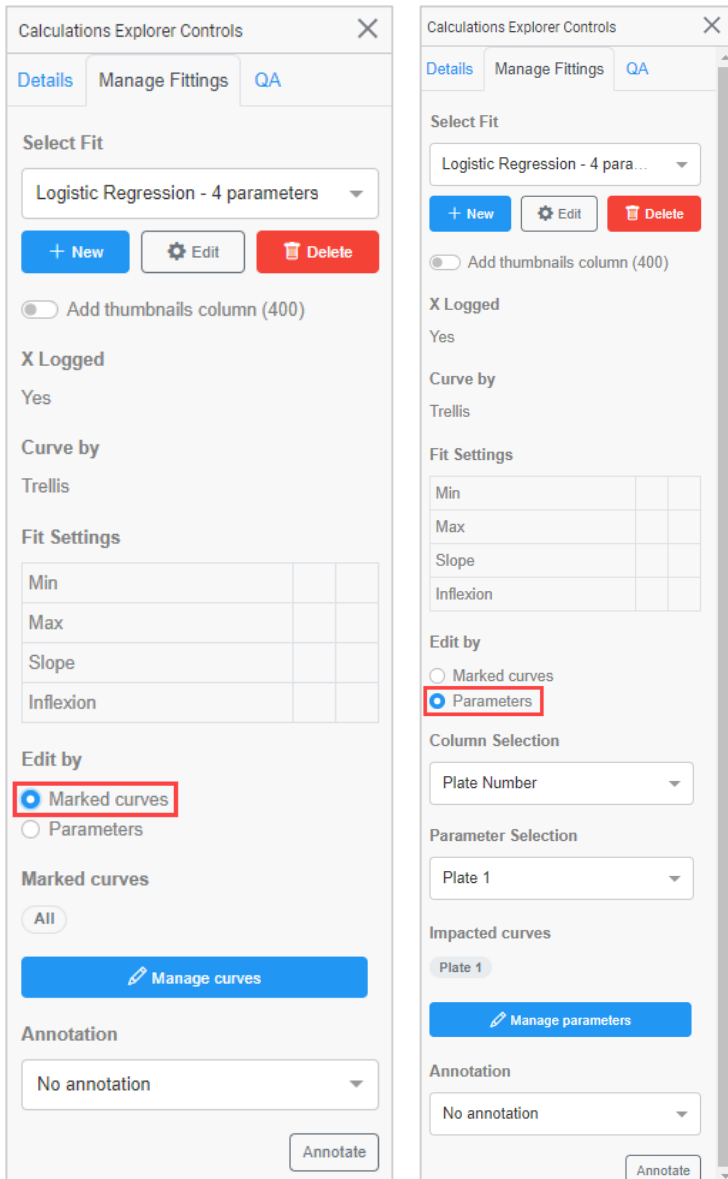 Calculations Explorer Controls
Details Manage Fittings QA
Select Fit
Logistic Regression - 4 parameters
New Edit Delete
Add thumbnails column (400)
X Logged
Yes
Curve by
Trellis
Fit Settings
Min
Max
Slope
Inflexion
Edit by
Marked curves
Parameters
Marked curves
All
Manage curves
Annotation
No annotation
Annotate
Calculations Explorer Controls
Details Manage Fittings QA
Select Fit
Logistic Regression - 4 para...
New Edit Delete
Add thumbnails column (400)
X Logged
Yes
Curve by
Trellis
Fit Settings
Min
Max
Slope
Inflexion
Edit by
Marked curves
Parameters
Column Selection
Plate Number
Parameter Selection
Plate 1
Impacted curves
Plate 1
Manage parameters
Annotation
No annotation
Annotate